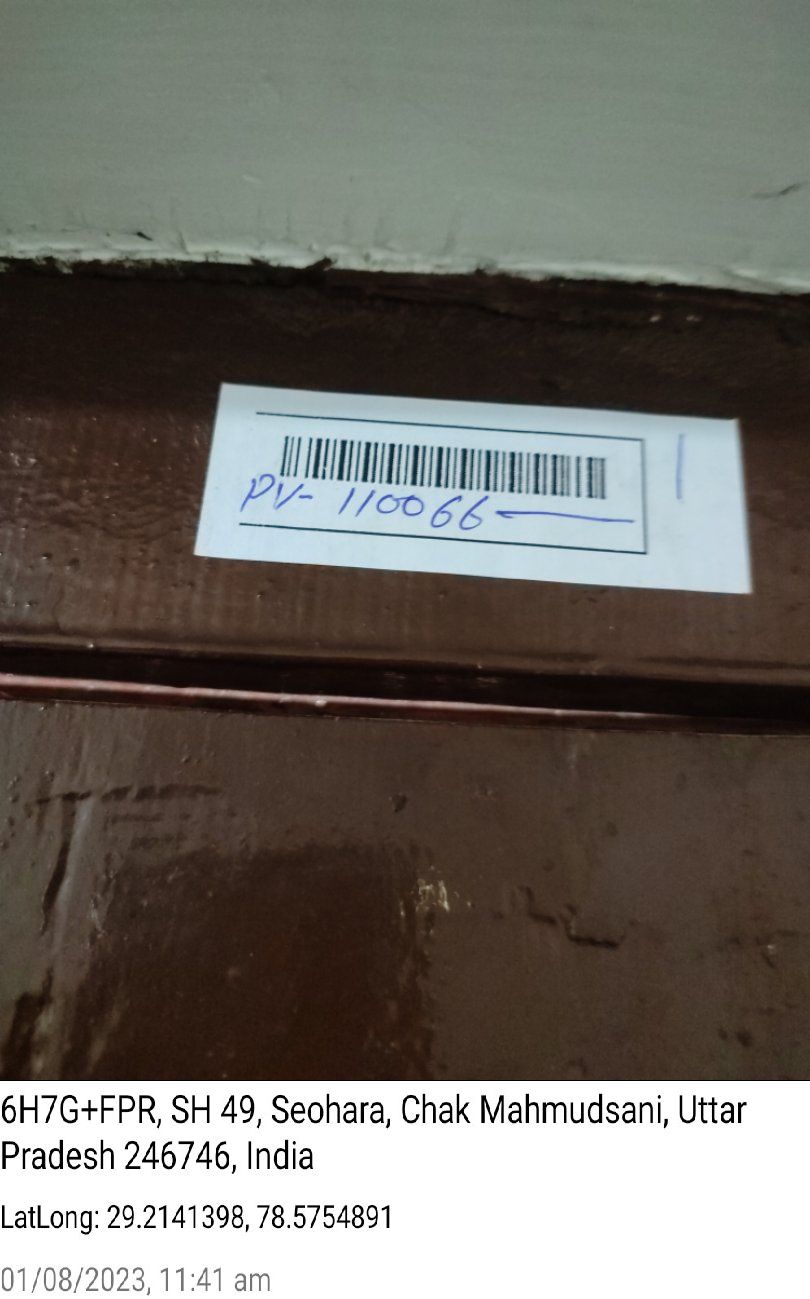 PV- 110066
6H7G+FPR, SH 49, Seohara, Chak Mahmudsani, Uttar
Pradesh 246746, India
LatLong: 29.2141398, 78.5754891
01/08/2023, 11:41 am